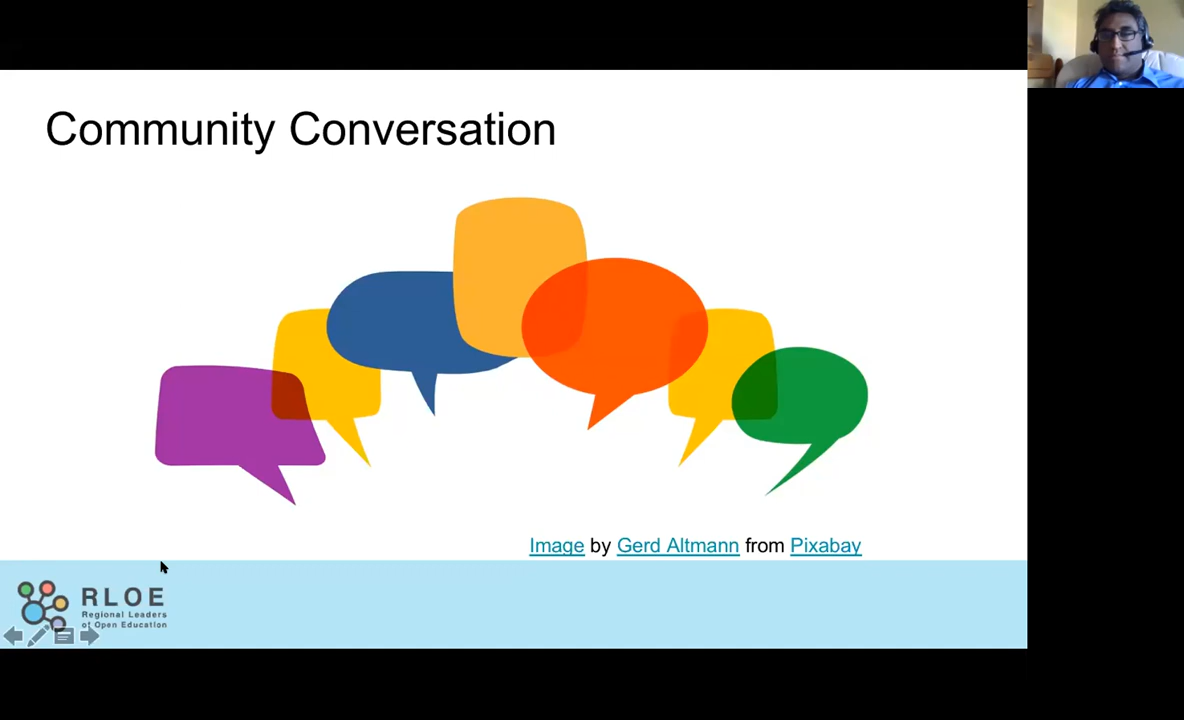 Community Conversation
Image by Gerd Altmann from Pixabay
RLOE
Regional Leaders
of Open Education